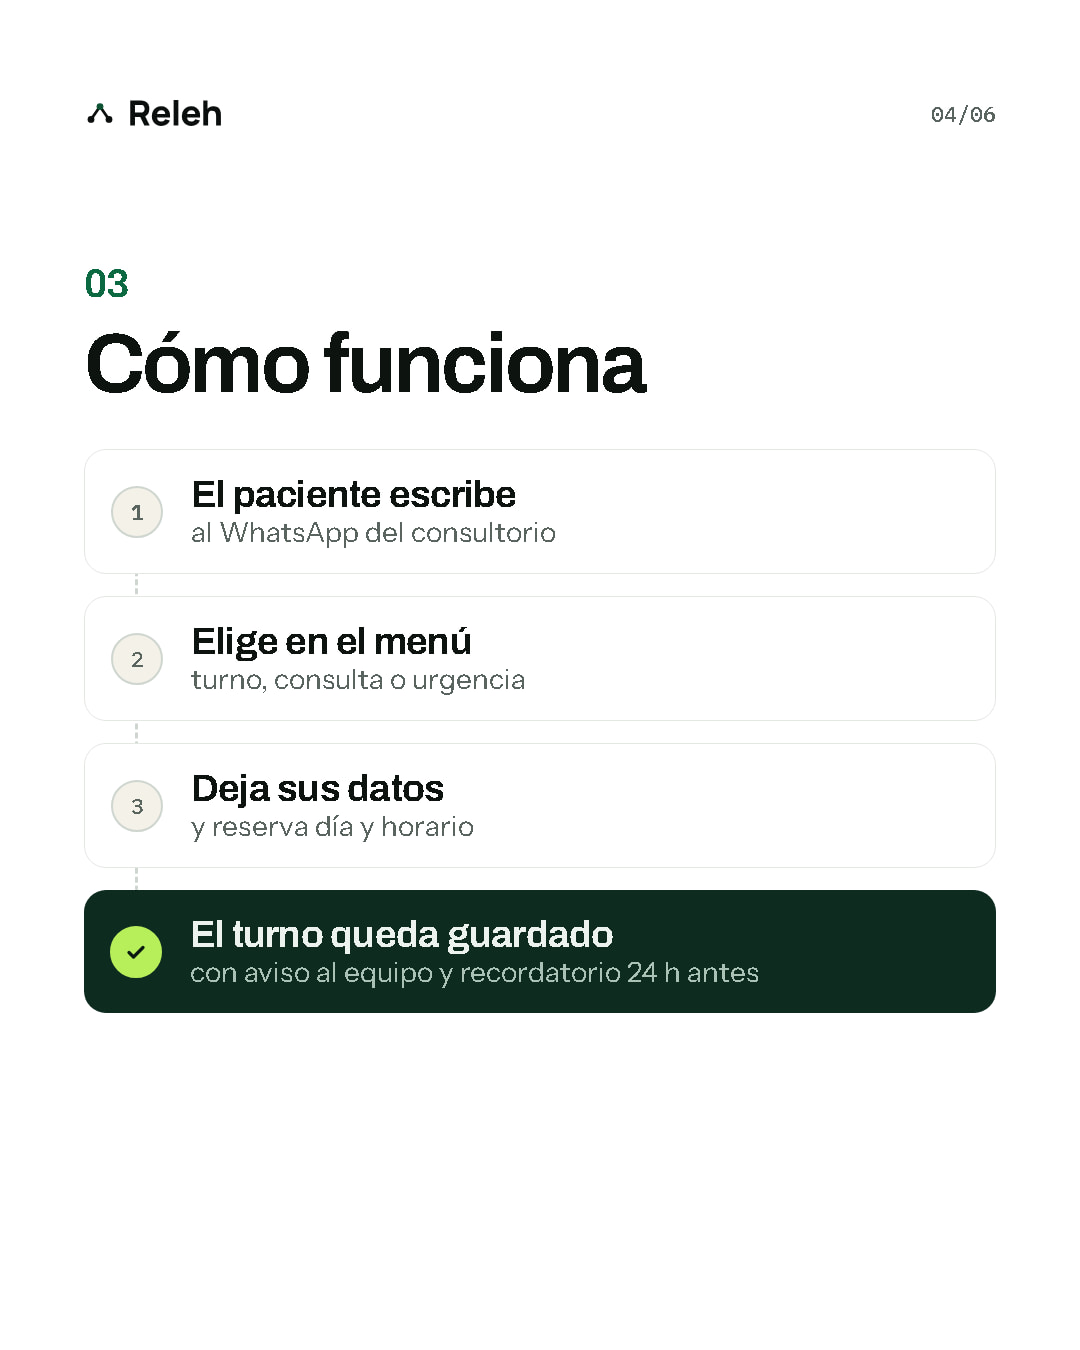 Releh
04/06
03
Cómo funciona
1
El paciente escribe
al WhatsApp del consultorio
2
Elige en el menú
turno, consulta o urgencia
3
Deja sus datos
y reserva día y horario
El turno queda guardado
con aviso al equipo y recordatorio 24 h antes